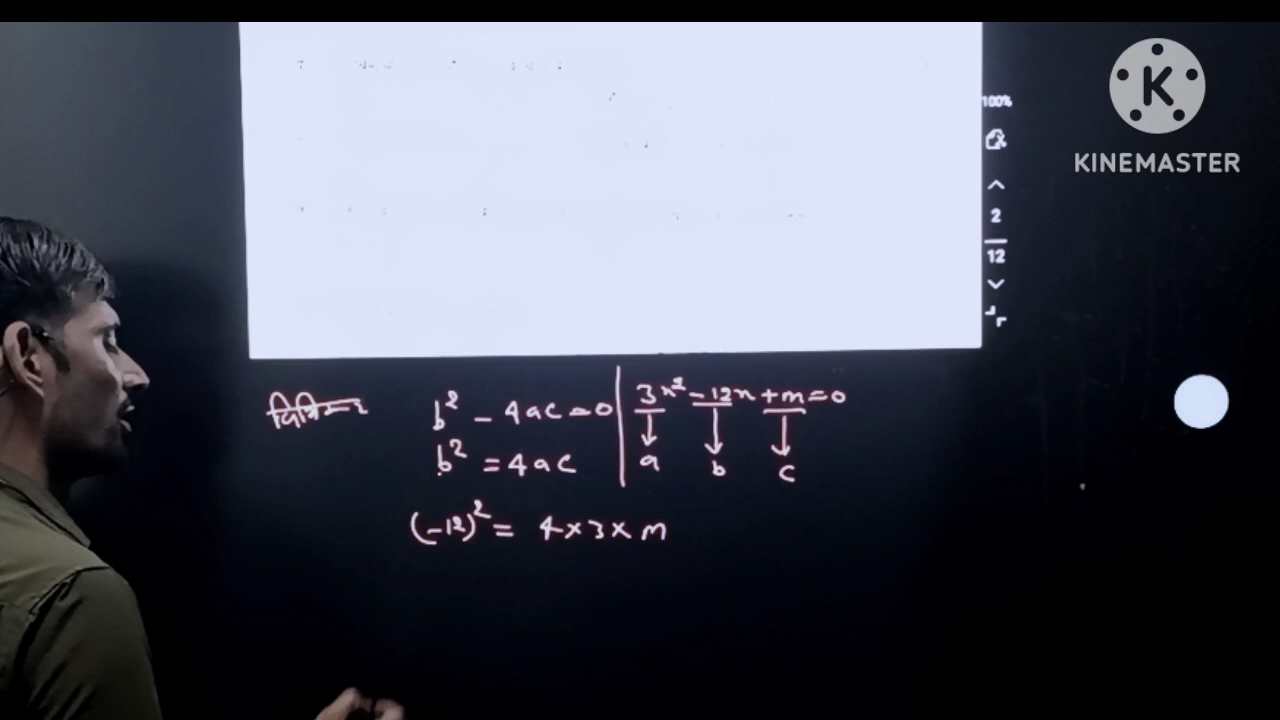 KINEMASTER
100%
2
12
b² - 4ac = 0
3x² - 12x + m = 0
b² = 4ac
a b c
(-12)² = 4 × 3 × m